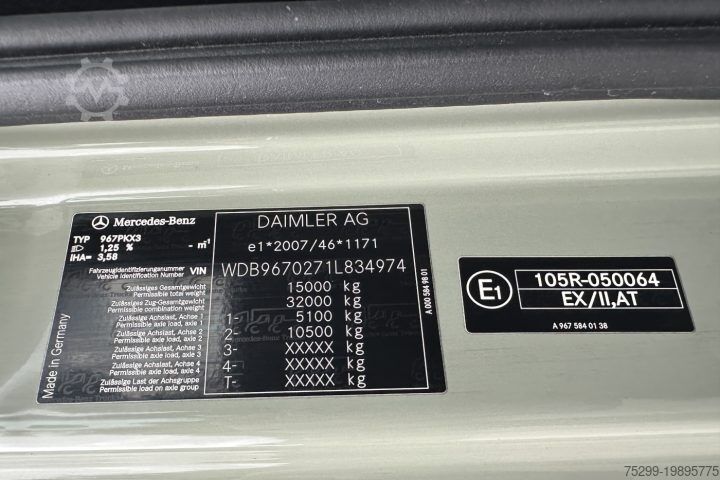 Mercedes-Benz
TYP 967PKX3
1,25 % - m¹
IHA= 3,58
Fahrzeugidentifizierungsnummer
Vehicle Identification Number VIN
Zulässiges Gesamtgewicht
Permissible total weight
Zulässiges Zug-Gesamtgewicht
Permissible combination weight
Zulässige Achslast, Achse 1
Permissible axle load, axle 1 1-
Zulässige Achslast, Achse 2
Permissible axle load, axle 2 2-
Zulässige Achslast, Achse 3
Permissible axle load, axle 3 3-
Zulässige Achslast, Achse 4
Permissible axle load, axle 4 4-
Zulässige Last der Achsgruppe
Permissible load on axle group T-
Made in Germany
DAIMLER AG
e1*2007/46*1171
WDB9670271L834974
15000 kg
32000 kg
5100 kg
10500 kg
XXXXX kg
XXXXX kg
XXXXX kg
A 000 584 98 01
E1
105R-050064
EX/II,AT
A 967 584 01 38
75299-19895775